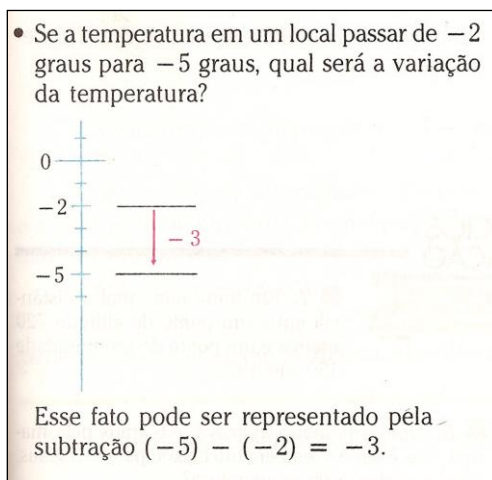 • Se a temperatura em um local passar de −2
graus para −5 graus, qual será a variação
da temperatura?
0
−2
−3
−5
Esse fato pode ser representado pela
subtração (−5) − (−2) = −3.